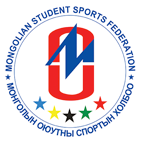 MONGOLIAN STUDENT SPORTS FEDERATION
МОНГОЛЫН ОЮУТНЫ СПОРТЫН ХОЛБОО